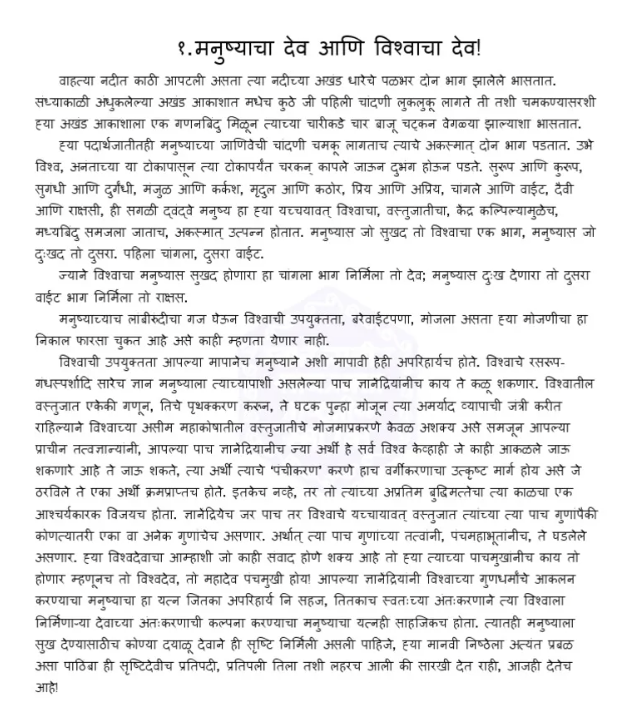 १.मनुष्याचा देव आणि विश्वाचा देव!
वाहत्या नदीत काठी आपटली असता त्या नदीच्या अखंड धारेचे पळभर दोन भाग झालेले भासतात.
संध्याकाळी अधुकलेल्या अखंड आकाशात मधेच कुठे जी पहिली चांदणी लुकलुकू लागते ती तशी चमकण्यासरशी
ह्या अखंड आकाशाला एक गणनबिंदु मिळून त्याच्या चारीकडे चार बाजू चट्कन वेगळ्या झाल्याशा भासतात.
ह्या पदार्थजातीतही मनुष्याच्या जाणिवेची चांदणी चमकू लागताच त्याचे अकस्मात् दोन भाग पडतात. उभे
विश्व, अनंताच्या या टोकापासून त्या टोकापर्यंत चरकन् कापले जाऊन दुभंग होऊन पडते. सुरूप आणि कुरूप,
सुगंधी आणि दुर्गंधी, मंजुळ आणि कर्कश, मृदुल आणि कठोर, प्रिय आणि अप्रिय, चांगले आणि वाईट, दैवी
आणि राक्षसी, ही सगळी द्वंद्वे मनुष्य हा ह्या यच्चयावत् विश्वाचा, वस्तुजातीचा, केंद्र कल्पिल्यामुळेच,
मध्यबिंदु समजला जाताच, अकस्मात् उत्पन्न होतात. मनुष्यास जो सुखद तो विश्वाचा एक भाग, मनुष्यास जो
दुःखद तो दुसरा. पहिला चांगला, दुसरा वाईट.
ज्याने विश्वाचा मनुष्यास सुखद होणारा हा चांगला भाग निर्मिला तो देव; मनुष्यास दुःख देणारा तो दुसरा
वाईट भाग निर्मिला तो राक्षस.
मनुष्याच्याच लांबीरुंदीचा गज घेऊन विश्वाची उपयुक्तता, बरेवाईटपणा, मोजला असता ह्या मोजणीचा हा
निकाल फारसा चुकत आहे असे काही म्हणता येणार नाही.
विश्वाची उपयुक्तता आपल्या मापानेच मनुष्याने अशी मापावी हेही अपरिहार्यच होते. विश्वाचे रसरूप-
गंधस्पर्शादि सारेच ज्ञान मनुष्याला त्याच्यापाशी असलेल्या पाच ज्ञानेंद्रियांनीच काय ते कळू शकणार. विश्वातील
वस्तुजात एकेकी गणून, तिचे पृथक्करण करून, ते घटक पुन्हा मोजून त्या अमर्याद व्यापाची जंत्री करीत
राहिल्याने विश्वाच्या असीम महाकोषातील वस्तुजातीचे मोजमाप्रकरणे केवळ अशक्य असे समजून आपल्या
प्राचीन तत्वज्ञान्यांनी, आपल्या पाच ज्ञानेंद्रियांनीच ज्या अर्थी हे सर्व विश्व केव्हाही जे काही आकळले जाऊ
शकणारे आहे ते जाऊ शकते, त्या अर्थी त्याचे 'पंचीकरण' करणे हाच वर्गीकरणाचा उत्कृष्ट मार्ग होय असे जे
ठरविले ते एका अर्थी क्रमप्राप्तच होते. इतकेच नव्हे, तर तो त्यांच्या अप्रतिम बुद्धिमत्तेचा त्या काळचा एक
आश्चर्यकारक विजयच होता. ज्ञानेंद्रियेच जर पाच तर विश्वाचे यच्चायावत् वस्तुजात त्यांच्या त्या पाच गुणांपैकी
कोणत्यातरी एका वा अनेक गुणांचेच असणार. अर्थात् त्या पाच गुणांच्या तत्वांनी, पंचमहाभूतांनीच, ते घडलेले
असणार. ह्या विश्वदेवाचा आम्हाशी जो काही संवाद होणे शक्य आहे तो ह्या त्याच्या पाचमुखांनीच काय तो
होणार म्हणूनच तो विश्वदेव, तो महादेव पंचमुखी होय! आपल्या ज्ञानेंद्रियांनी विश्वाच्या गुणधर्मांचे आकलन
करण्याचा मनुष्याचा हा यत्न जितका अपरिहार्य नि सहज, तितकाच स्वतःच्या अंतःकरणाने त्या विश्वाला
निर्मिणाऱ्या देवाच्या अंतःकरणाची कल्पना करण्याचा मनुष्याचा यत्नही साहजिकच होता. त्यातही मनुष्याला
सुख देण्यासाठीच कोण्या दयाळू देवाने ही सृष्टि निर्मिली असली पाहिजे, ह्या मानवी निष्ठेला अत्यंत प्रबळ
असा पाठिंबा ही सृष्टिदेवीच प्रतिपदी, प्रतिपली तिला तशी लहरच आली की सारखी देत राही, आजही देतेच
आहे!